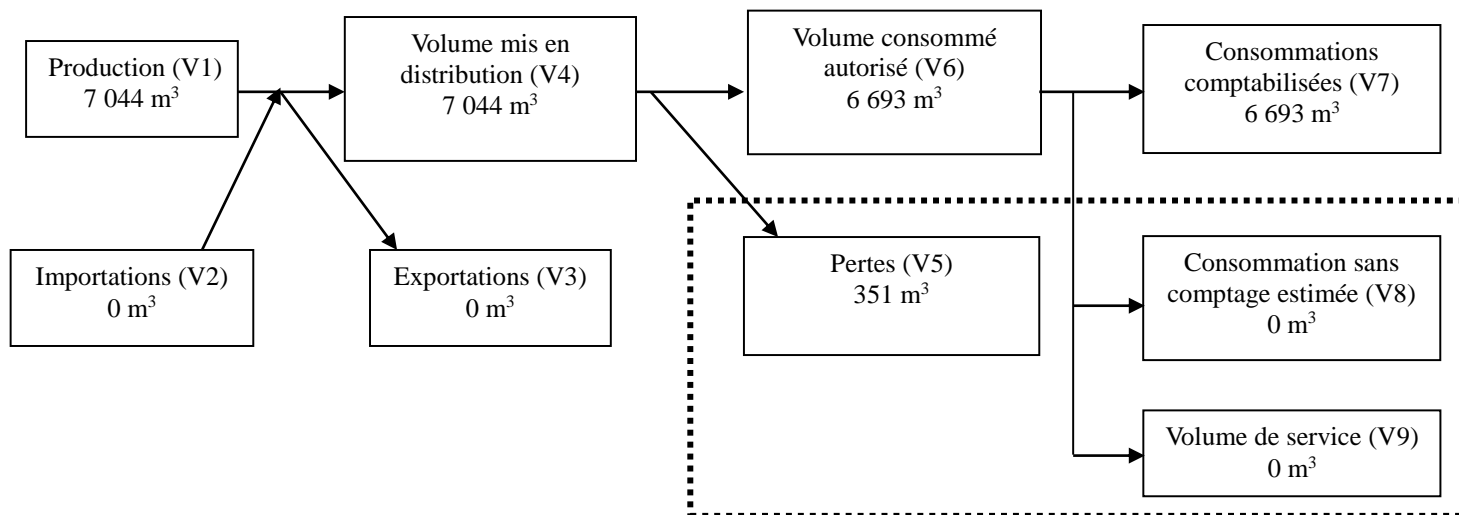 Production (V1)
7 044 m³
Volume mis en
distribution (V4)
7 044 m³
Volume consommé
autorisé (V6)
6 693 m³
Consommations
comptabilisées (V7)
6 693 m³
Importations (V2)
0 m³
Exportations (V3)
0 m³
Pertes (V5)
351 m³
Consommation sans
comptage estimée (V8)
0 m³
Volume de service (V9)
0 m³